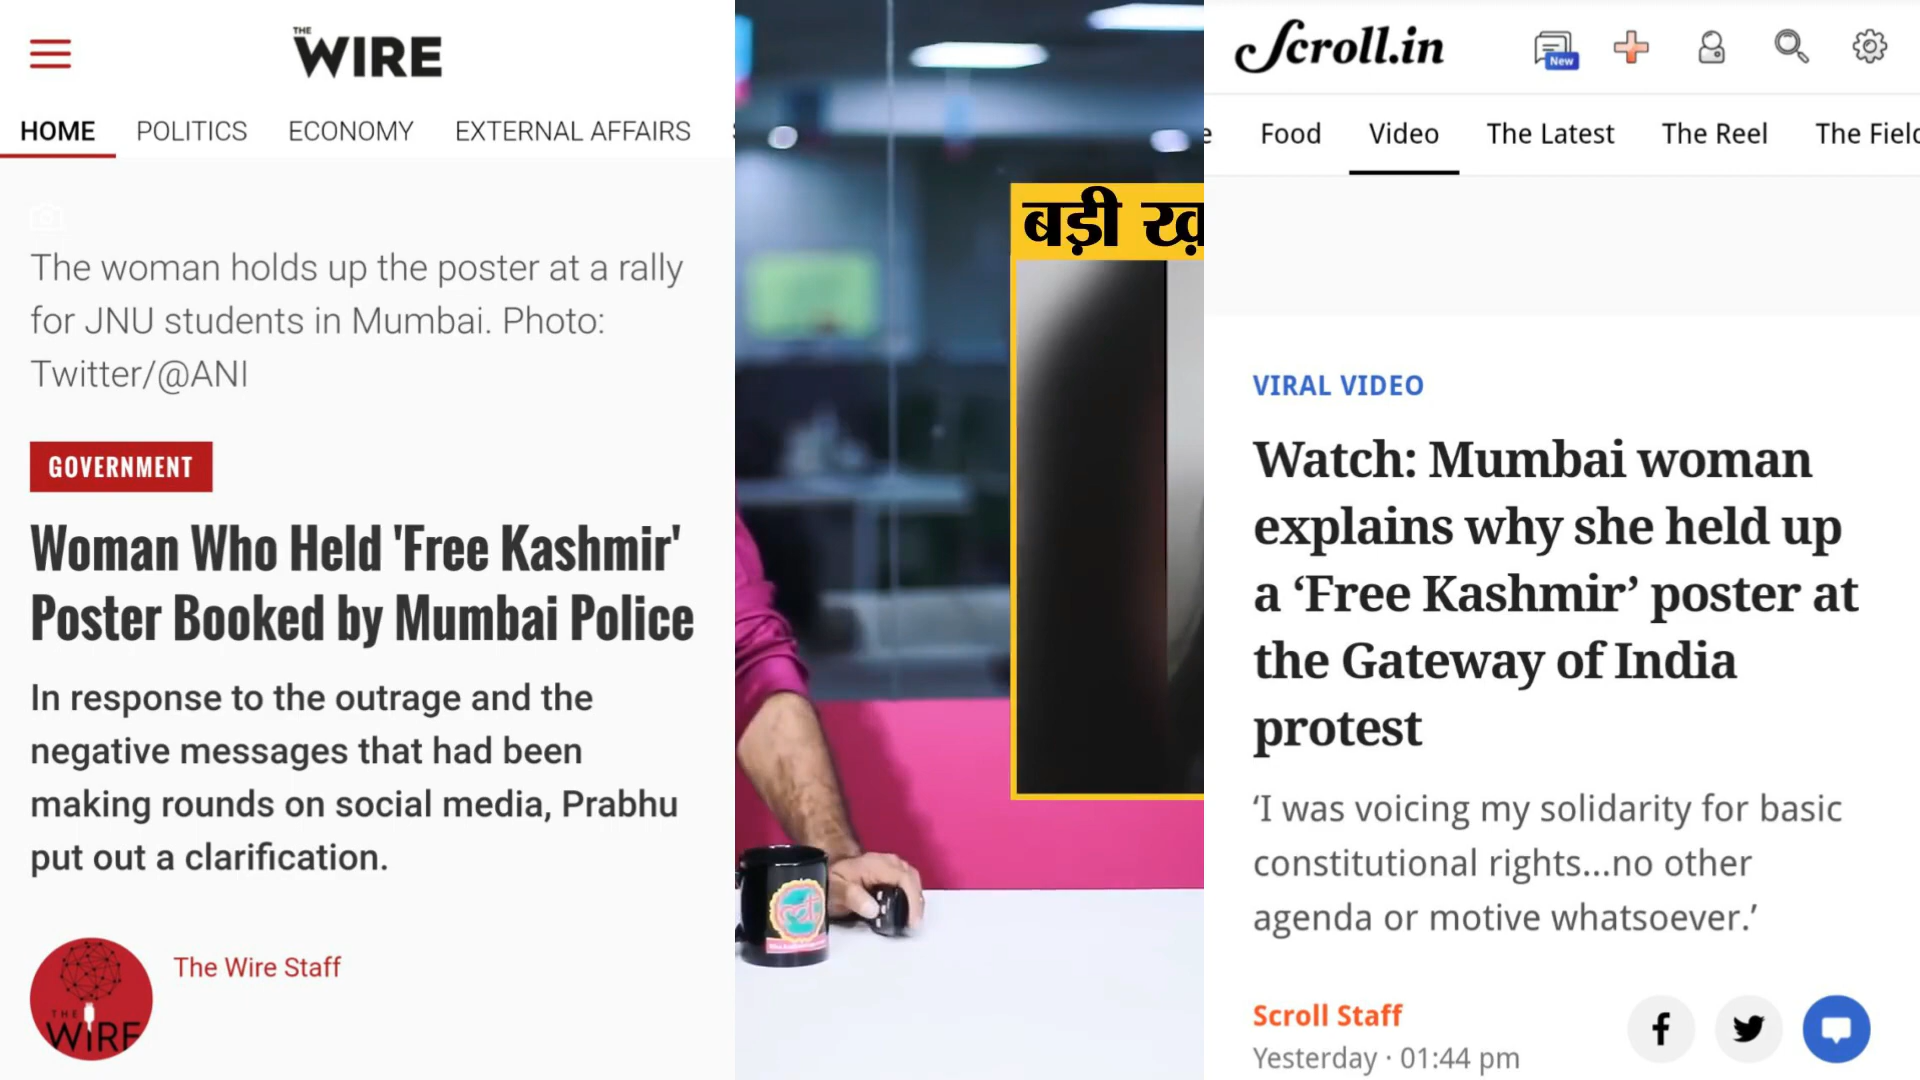 THE
WIRE
HOME POLITICS ECONOMY EXTERNAL AFFAIRS
The woman holds up the poster at a rally
for JNU students in Mumbai. Photo:
Twitter/@ANI
GOVERNMENT
Woman Who Held 'Free Kashmir'
Poster Booked by Mumbai Police
In response to the outrage and the
negative messages that had been
making rounds on social media, Prabhu
put out a clarification.
THE
WIRE
The Wire Staff
बड़ी
Scroll.in
New
Food Video The Latest The Reel The
VIRAL VIDEO
Watch: Mumbai woman
explains why she held up
a ‘Free Kashmir’ poster at
the Gateway of India
protest
‘I was voicing my solidarity for basic
constitutional rights...no other
agenda or motive whatsoever.’
Scroll Staff
Yesterday · 01:44 pm